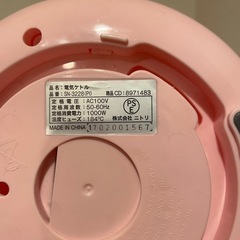 品名:電気ケトル
品番:SN-3228(PI) 商品CD:8971483
定格電圧:AC100V
定格周波数:50-60Hz
定格消費電力:1000W
温度ヒューズ:184℃
PSE
株式会社 ニトリ
MADE IN CHINA
1702001567